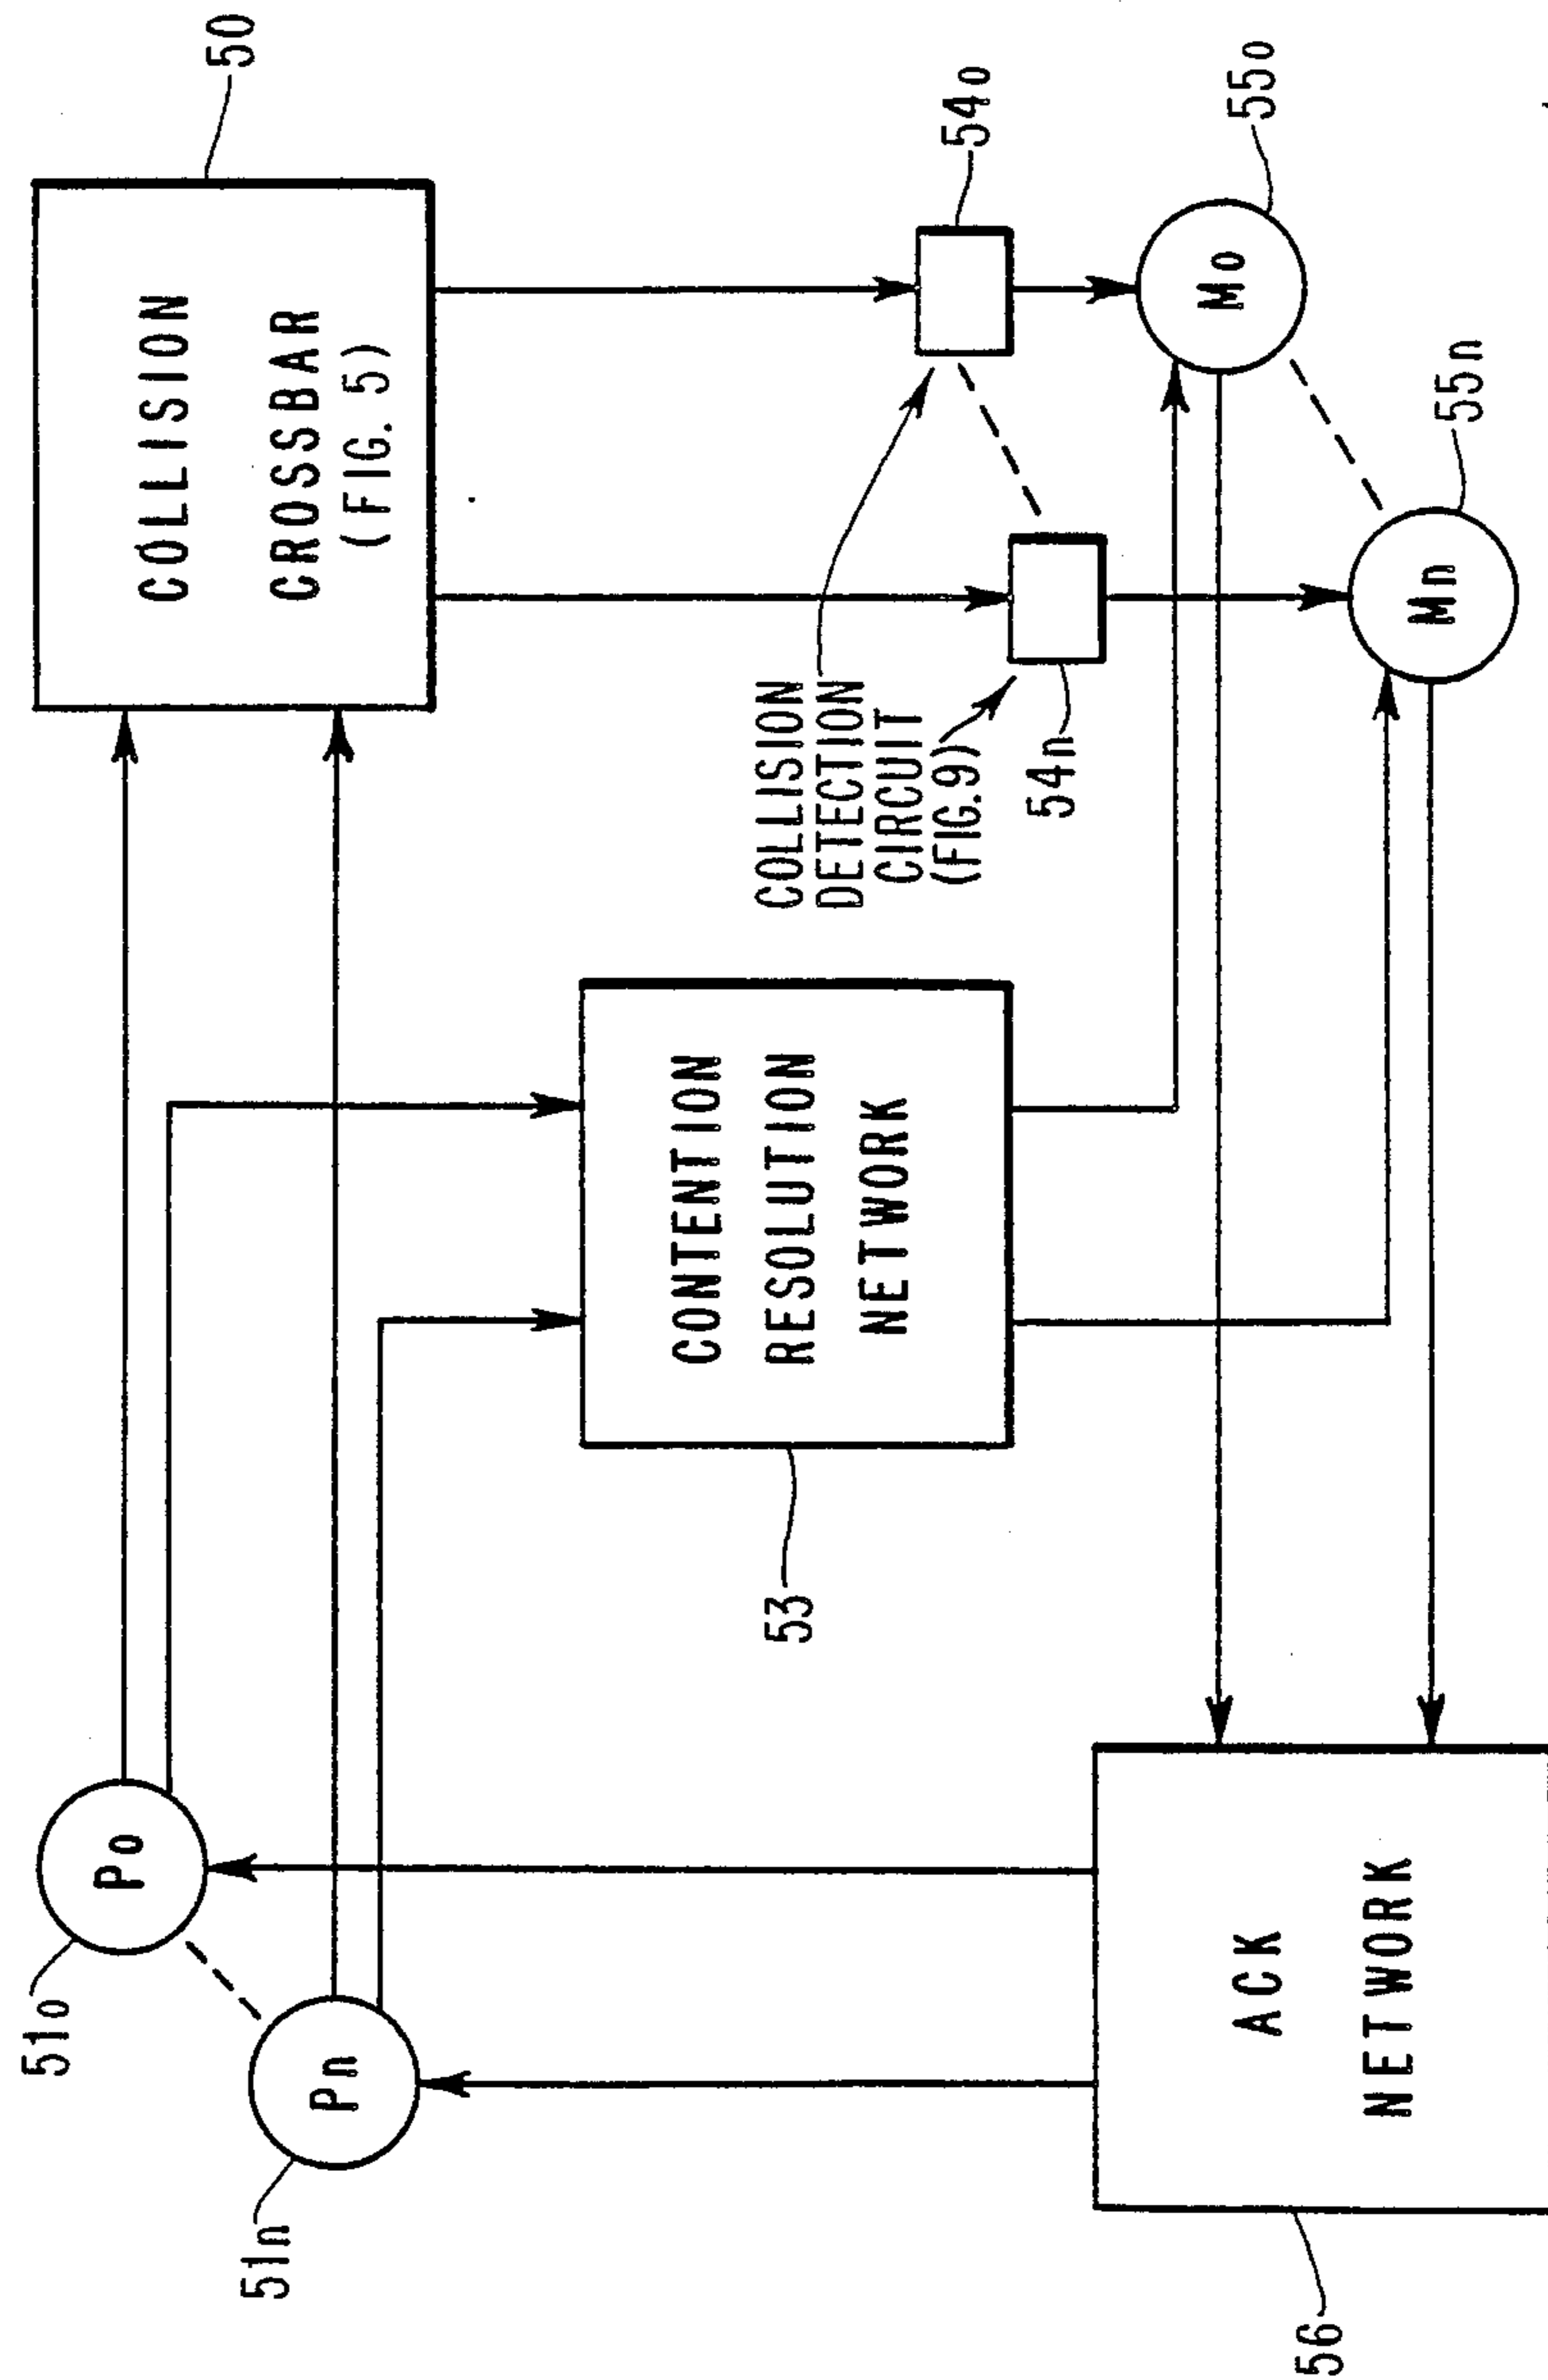 51o
Po
51n
Pn
COLLISION
CROSSBAR
(FIG. 5)
50
CONTENTION
RESOLUTION
NETWORK
53
COLLISION
DETECTION
CIRCUIT
(FIG.9)
54o
54n
Mo
55o
Mn
55n
ACK
NETWORK
56